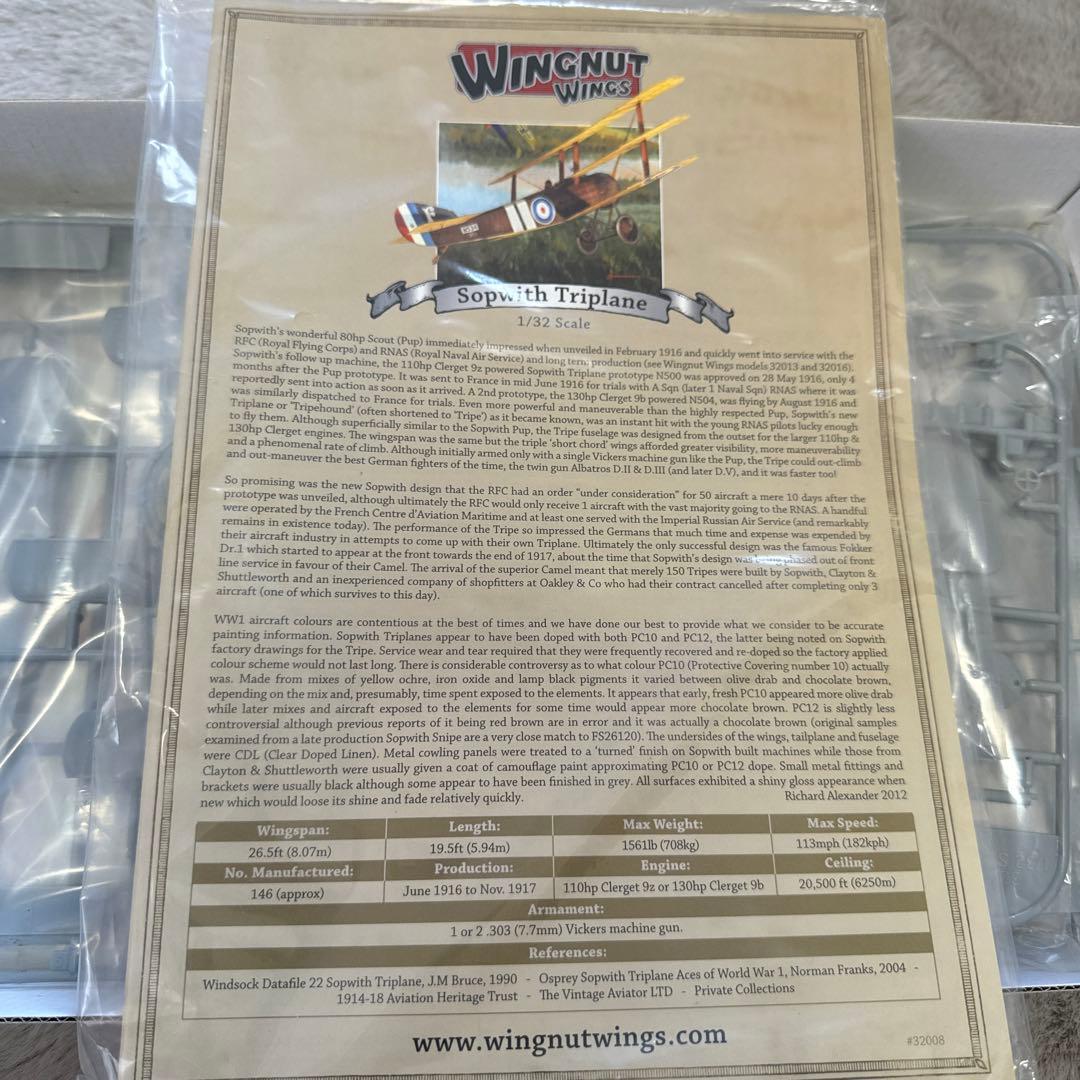 WINGNUT
WINGS
Sopwith Triplane
1/32 Scale
Sopwith's wonderful 80hp Scout (Pup) immediately impressed when unveiled in February 1916 and quickly went into service with the
RFC (Royal Flying Corps) and RNAS (Royal Naval Air Service) and long term production (see Wingnut Wings models 32013 and 32016).
Sopwith's follow up machine, the 110hp Clerget 9z powered Sopwith Triplane prototype N500 was approved on 28 May 1916, only 4
months after the Pup prototype. It was sent to France in mid June 1916 for trials with A Sqn (later 1 Naval Sqn) RNAS where it was
reportedly sent into action as soon as it arrived. A 2nd prototype, the 130hp Clerget 9b powered N504, was flying by August 1916 and
was similarly dispatched to France for trials. Even more powerful and maneuverable than the highly respected Pup, Sopwith's new
Triplane or 'Tripehound' (often shortened to 'Tripe') as it became known, was an instant hit with the young RNAS pilots lucky enough
to fly them. Although superficially similar to the Sopwith Pup, the Tripe fuselage was designed from the outset for the larger 110hp &
130hp Clerget engines. The wingspan was the same but the triple 'short chord' wings afforded greater visibility, more maneuverability
and a phenomenal rate of climb. Although initially armed only with a single Vickers machine gun like the Pup, the Tripe could out-climb
and out-maneuver the best German fighters of the time, the twin gun Albatros D.II & D.III (and later D.V), and it was faster too!
So promising was the new Sopwith design that the RFC had an order "under consideration" for 50 aircraft a mere 10 days after the
prototype was unveiled, although ultimately the RFC would only receive 1 aircraft with the vast majority going to the RNAS. A handful
were operated by the French Centre d'Aviation Maritime and at least one served with the Imperial Russian Air Service (and remarkably
remains in existence today). The performance of the Tripe so impressed the Germans that much time and expense was expended by
their aircraft industry in attempts to come up with their own Triplane. Ultimately the only successful design was the famous Fokker
Dr.1 which started to appear at the front towards the end of 1917, about the time that Sopwith's design was being phased out of front
line service in favour of their Camel. The arrival of the superior Camel meant that merely 150 Tripes were built by Sopwith, Clayton &
Shuttleworth and an inexperienced company of shopfitters at Oakley & Co who had their contract cancelled after completing only 3
aircraft (one of which survives to this day).
WW1 aircraft colours are contentious at the best of times and we have done our best to provide what we consider to be accurate
painting information. Sopwith Triplanes appear to have been doped with both PC10 and PC12, the latter being noted on Sopwith
factory drawings for the Tripe. Service wear and tear required that they were frequently recovered and re-doped so the factory applied
colour scheme would not last long. There is considerable controversy as to what colour PC10 (Protective Covering number 10) actually
was. Made from mixes of yellow ochre, iron oxide and lamp black pigments it varied between olive drab and chocolate brown,
depending on the mix and, presumably, time spent exposed to the elements. It appears that early, fresh PC10 appeared more olive drab
while later mixes and aircraft exposed to the elements for some time would appear more chocolate brown. PC12 is slightly less
controversial although previous reports of it being red brown are in error and it was actually a chocolate brown (original samples
examined from a late production Sopwith Snipe are a very close match to FS26120). The undersides of the wings, tailplane and fuselage
were CDL (Clear Doped Linen). Metal cowling panels were treated to a 'turned' finish on Sopwith built machines while those from
Clayton & Shuttleworth were usually given a coat of camouflage paint approximating PC10 or PC12 dope. Small metal fittings and
brackets were usually black although some appear to have been finished in grey. All surfaces exhibited a shiny gloss appearance when
new which would loose its shine and fade relatively quickly. Richard Alexander 2012
Wingspan: Length: Max Weight: Max Speed:
26.5ft (8.07m) 19.5ft (5.94m) 1561lb (708kg) 113mph (182kph)
No. Manufactured: Production: Engine: Ceiling:
146 (approx) June 1916 to Nov. 1917 110hp Clerget 9z or 130hp Clerget 9b 20,500 ft (6250m)
Armament:
1 or 2 .303 (7.7mm) Vickers machine gun.
References:
Windsock Datafile 22 Sopwith Triplane, J.M Bruce, 1990 - Osprey Sopwith Triplane Aces of World War 1, Norman Franks, 2004 -
1914-18 Aviation Heritage Trust - The Vintage Aviator LTD - Private Collections
www.wingnutwings.com
#32008